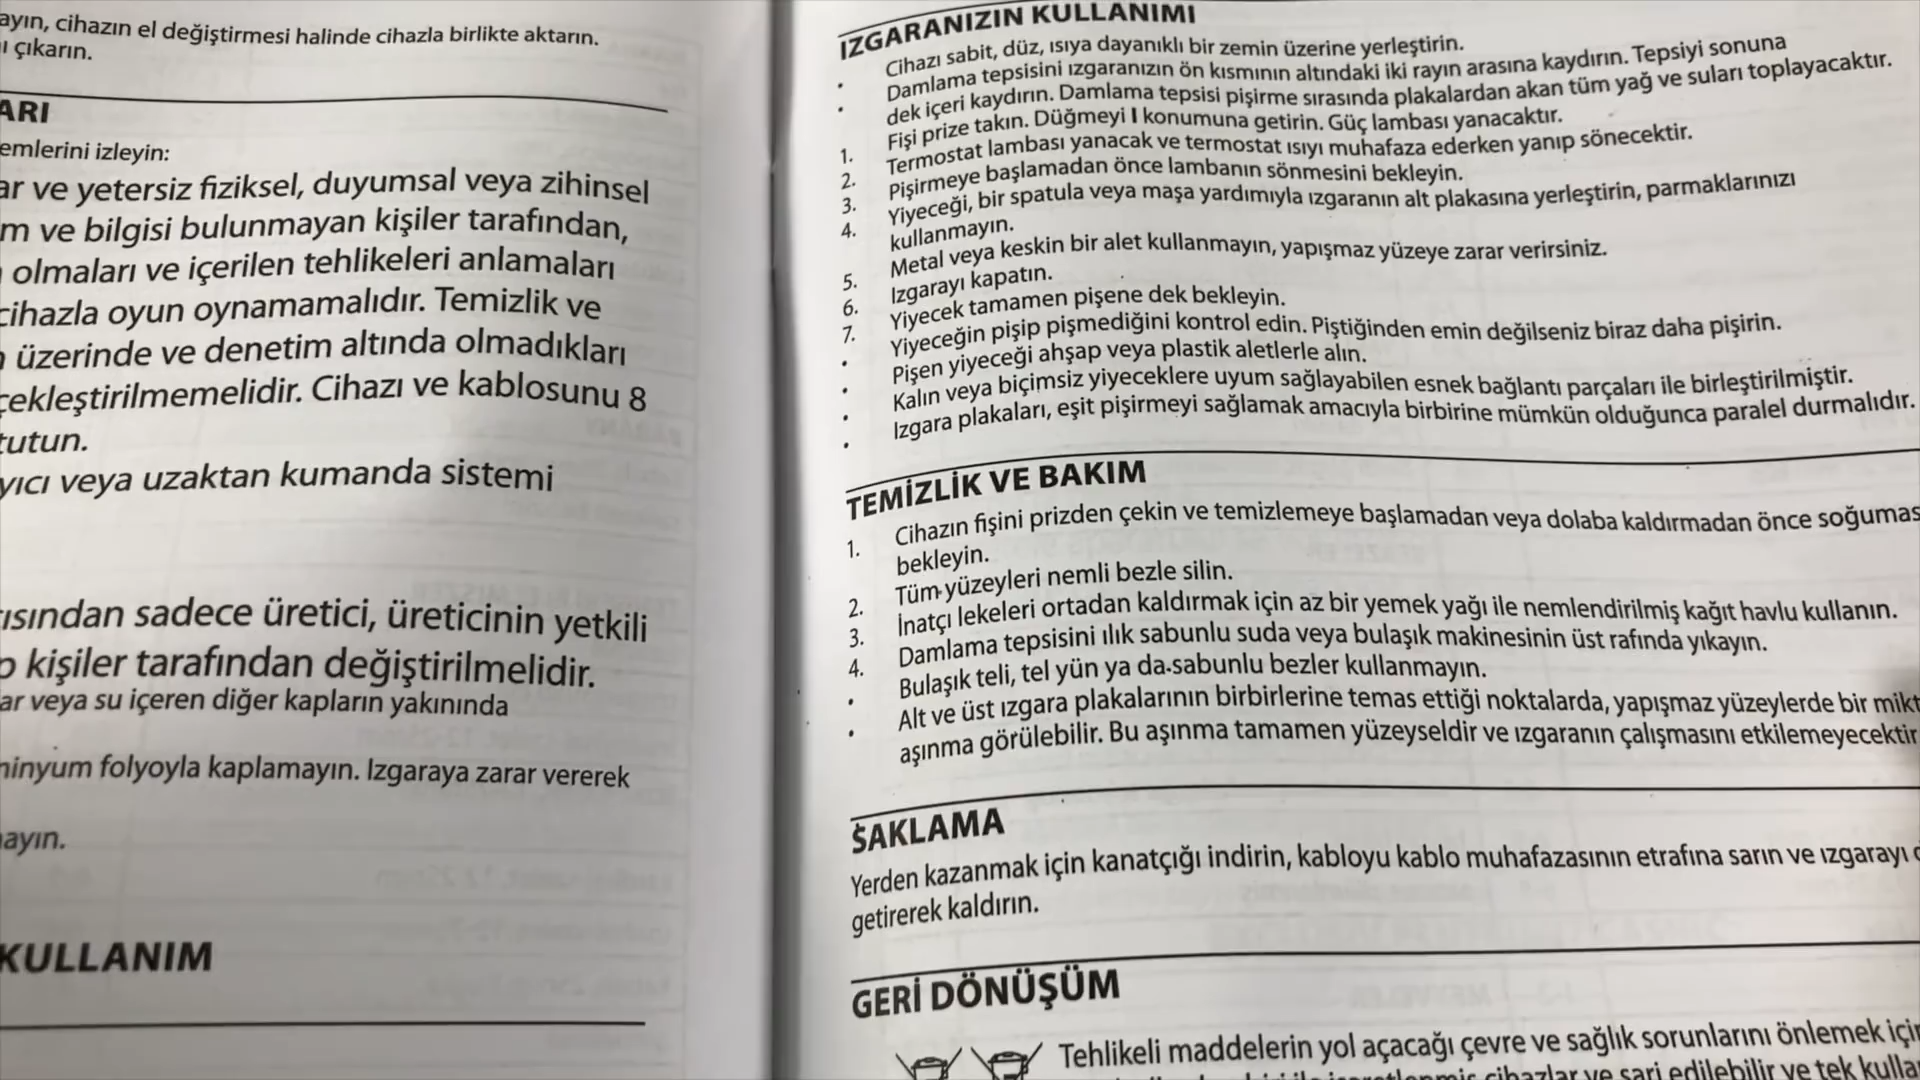 ayın, cihazın el değiştirmesi halinde cihazla birlikte aktarın.
çıkarın.
ARI
emlerini izleyin:
ar ve yetersiz fiziksel, duyumsal veya zihinsel
m ve bilgisi bulunmayan kişiler tarafından,
olmaları ve içerilen tehlikeleri anlamaları
cihazla oyun oynamamalıdır. Temizlik ve
üzerinde ve denetim altında olmadıkları
çekleştirilmemelidir. Cihazı ve kablosunu 8
tutun.
yıcı veya uzaktan kumanda sistemi
ısından sadece üretici, üreticinin yetkili
kişiler tarafından değiştirilmelidir.
ar veya su içeren diğer kapların yakınında
minyum folyoyla kaplamayın. Izgaraya zarar vererek
ayın.
KULLANIM
IZGARANIZIN KULLANIMI
• Cihazı sabit, düz, ısıya dayanıklı bir zemin üzerine yerleştirin.
• Damlama tepsisini ızgaranızın ön kısmının altındaki iki rayın arasına kaydırın. Tepsiyi sonuna
dek içeri kaydırın. Damlama tepsisi pişirme sırasında plakalardan akan tüm yağ ve suları toplayacaktır.
1. Fişi prize takın. Düğmeyi I konumuna getirin. Güç lambası yanacaktır.
2. Termostat lambası yanacak ve termostat ısıyı muhafaza ederken yanıp sönecektir.
3. Pişirmeye başlamadan önce lambanın sönmesini bekleyin.
4. Yiyeceği, bir spatula veya maşa yardımıyla ızgaranın alt plakasına yerleştirin, parmaklarınızı
kullanmayın.
Metal veya keskin bir alet kullanmayın, yapışmaz yüzeye zarar verirsiniz.
5. Izgarayı kapatın.
6. Yiyecek tamamen pişene dek bekleyin.
7. Yiyeceğin pişip pişmediğini kontrol edin. Piştiğinden emin değilseniz biraz daha pişirin.
• Pişen yiyeceği ahşap veya plastik aletlerle alın.
• Kalın veya biçimsiz yiyeceklere uyum sağlayabilen esnek bağlantı parçaları ile birleştirilmiştir.
• Izgara plakaları, eşit pişirmeyi sağlamak amacıyla birbirine mümkün olduğunca paralel durmalıdır.
TEMİZLİK VE BAKIM
1. Cihazın fişini prizden çekin ve temizlemeye başlamadan veya dolaba kaldırmadan önce soğumas
bekleyin.
2. Tüm yüzeyleri nemli bezle silin.
3. İnatçı lekeleri ortadan kaldırmak için az bir yemek yağı ile nemlendirilmiş kağıt havlu kullanın.
4. Damlama tepsisini ılık sabunlu suda veya bulaşık makinesinin üst rafında yıkayın.
• Bulaşık teli, tel yün ya da sabunlu bezler kullanmayın.
• Alt ve üst ızgara plakalarının birbirlerine temas ettiği noktalarda, yapışmaz yüzeylerde bir mikt
aşınma görülebilir. Bu aşınma tamamen yüzeyseldir ve ızgaranın çalışmasını etkilemeyecektir
SAKLAMA
Yerden kazanmak için kanatçığı indirin, kabloyu kablo muhafazasının etrafına sarın ve ızgarayı
getirerek kaldırın.
GERİ DÖNÜŞÜM
Tehlikeli maddelerin yol açacağı çevre ve sağlık sorunlarını önlemek için
işaretlenmiş cihazlar ve şarj edilebilir ve tek kulla